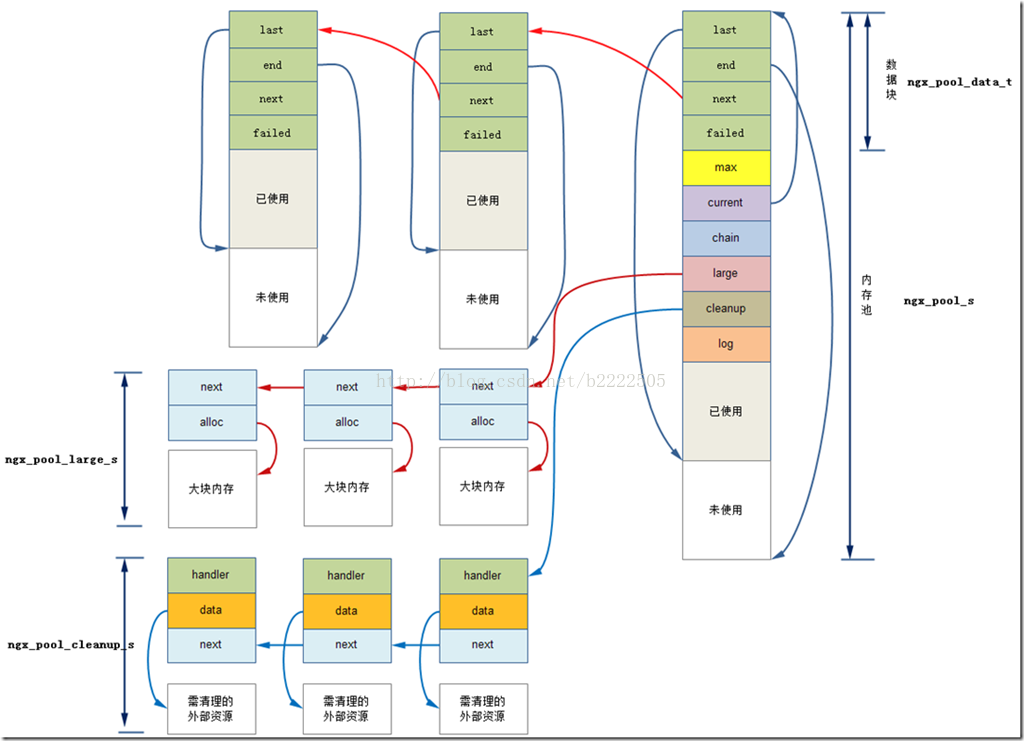 last
end
next
failed
已使用
未使用
last
end
next
failed
已使用
未使用
last
end
next
failed
max
current
chain
large
cleanup
log
已使用
未使用
数据块
ngx_pool_data_t
内存池
ngx_pool_s
http://blog.csdn.net/b2222505
ngx_pool_large_s
next
alloc
大块内存
next
alloc
大块内存
next
alloc
大块内存
ngx_pool_cleanup_s
handler
data
next
需清理的
外部资源
handler
data
next
需清理的
外部资源
handler
data
next
需清理的
外部资源